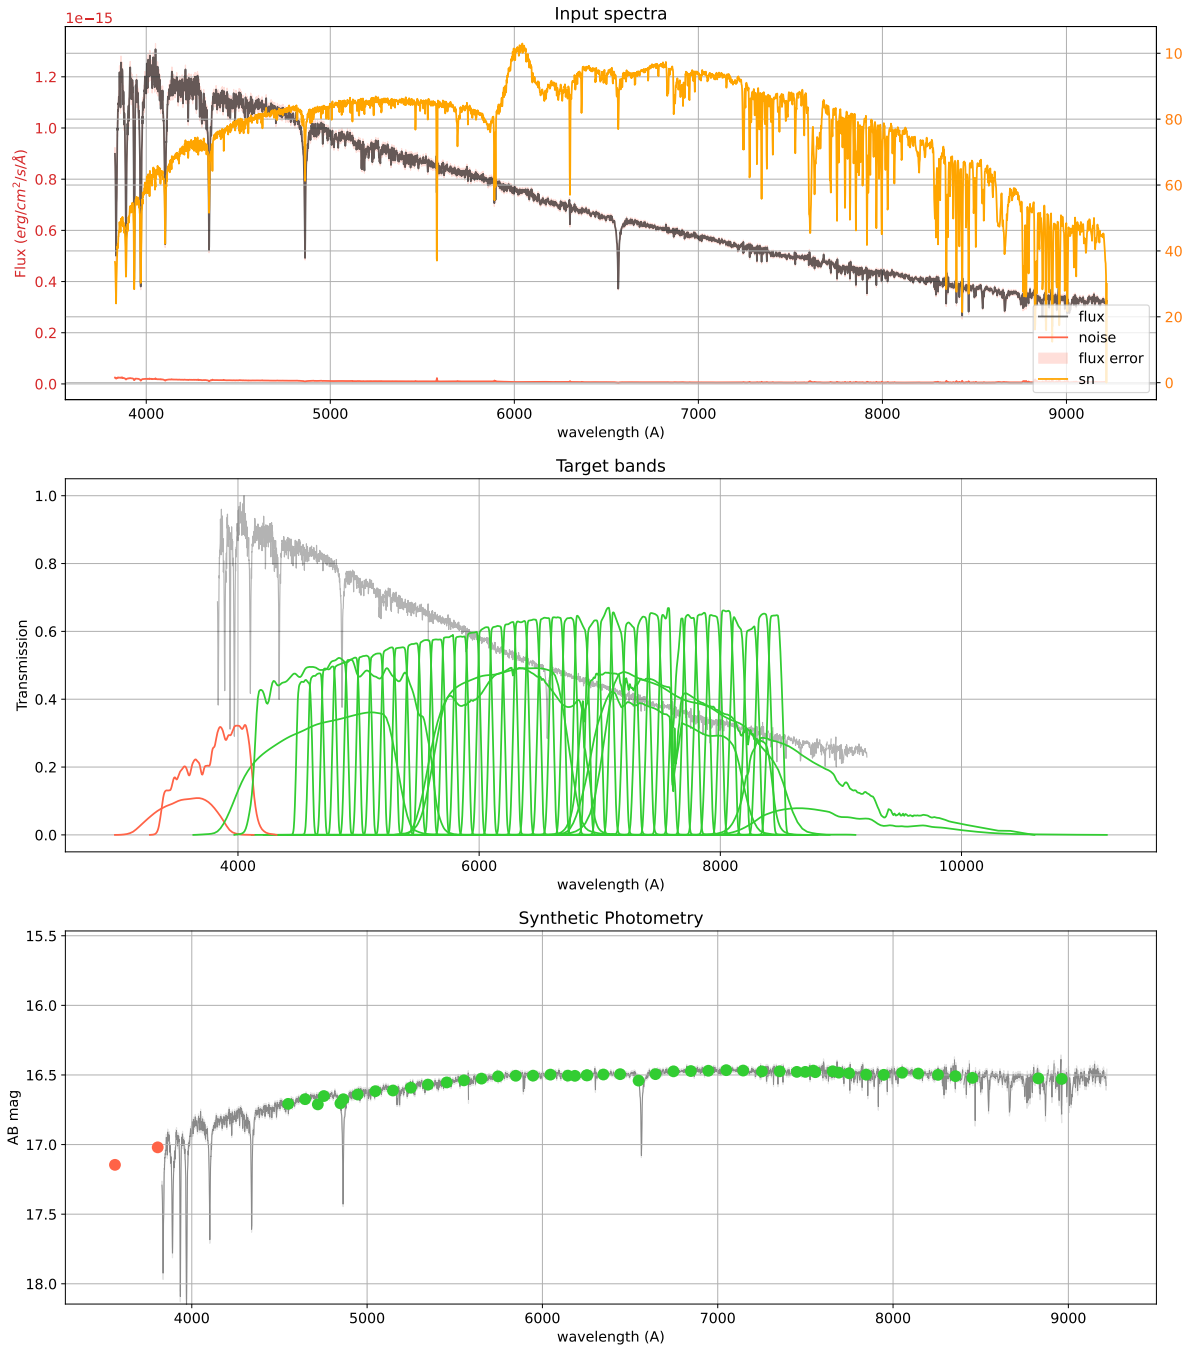 Input spectra
1e−15
Flux (erg/cm²/s/Å)
1.2
1.0
0.8
0.6
0.4
0.2
0.0
10
80
60
40
20
0
flux
noise
flux error
sn
4000 5000 6000 7000 8000 9000
wavelength (A)
Target bands
Transmission
1.0
0.8
0.6
0.4
0.2
0.0
4000 6000 8000 10000
wavelength (A)
Synthetic Photometry
AB mag
15.5
16.0
16.5
17.0
17.5
18.0
4000 5000 6000 7000 8000 9000
wavelength (A)